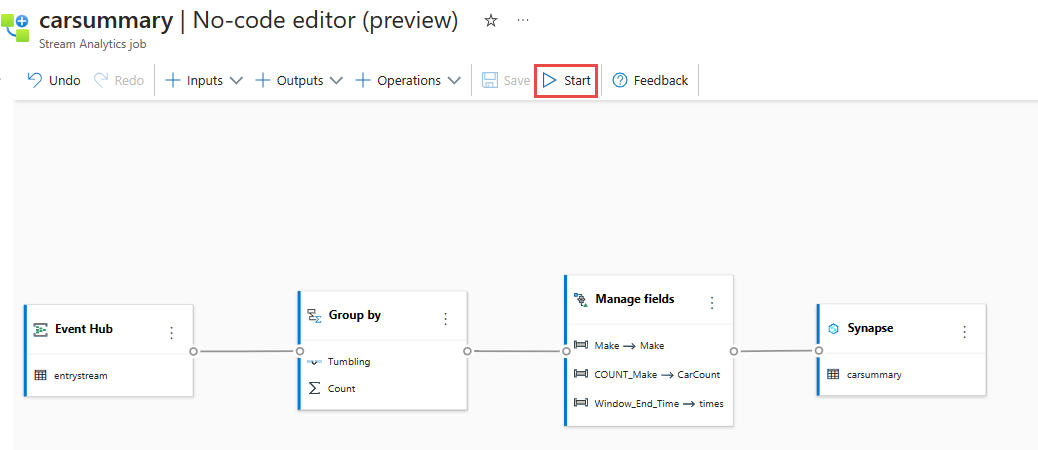 carsummary | No-code editor (preview)
Stream Analytics job
Undo Redo Inputs Outputs Operations Save Start Feedback
Event Hub
entrystream
Group by
Tumbling
Count
Manage fields
Make → Make
COUNT_Make → CarCount
Window_End_Time → times
Synapse
carsummary